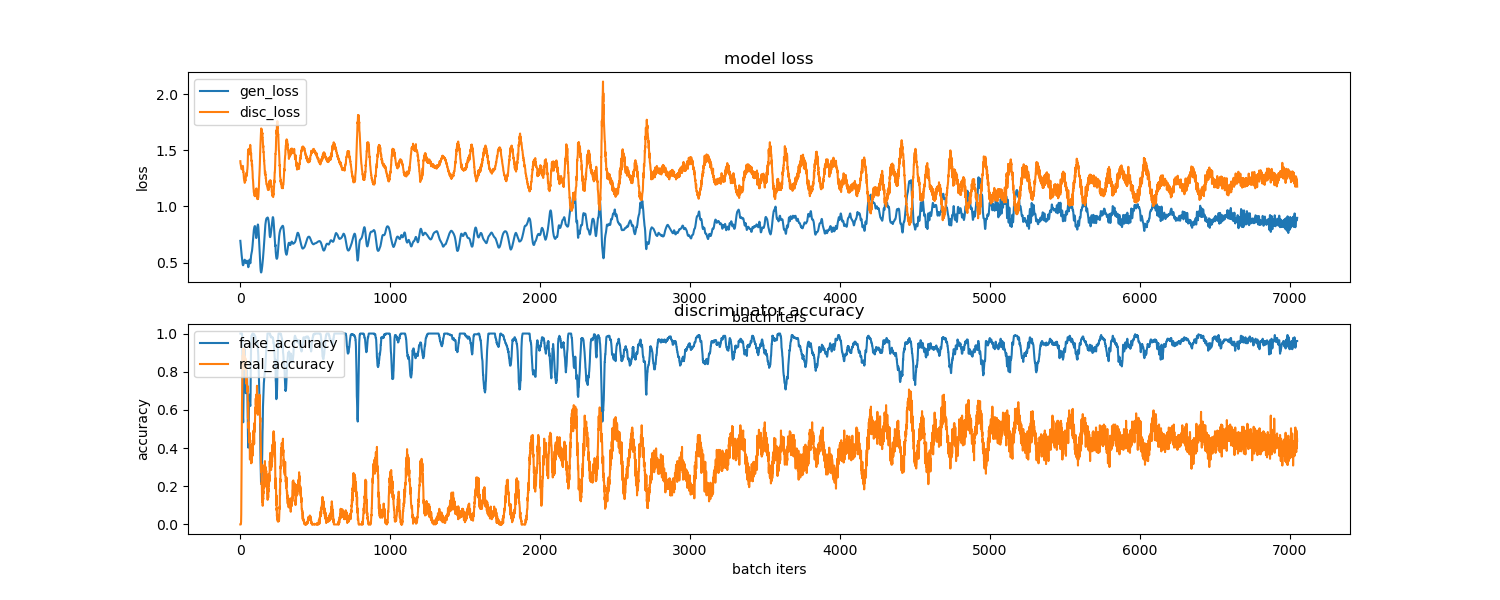 model loss
gen_loss
disc_loss
loss
2.0
1.5
1.0
0.5
0 1000 2000 3000 4000 5000 6000 7000
batch iters
discriminator accuracy
fake_accuracy
real_accuracy
accuracy
1.0
0.8
0.6
0.4
0.2
0.0
0 1000 2000 3000 4000 5000 6000 7000
batch iters